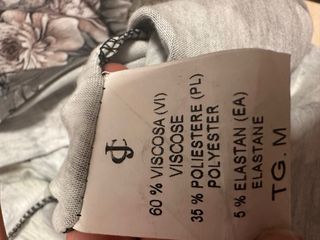 60 % VISCOSA (VI)
VISCOSE
35 % POLIESTERE (PL)
POLYESTER
5 % ELASTAN (EA)
ELASTANE
TG. M